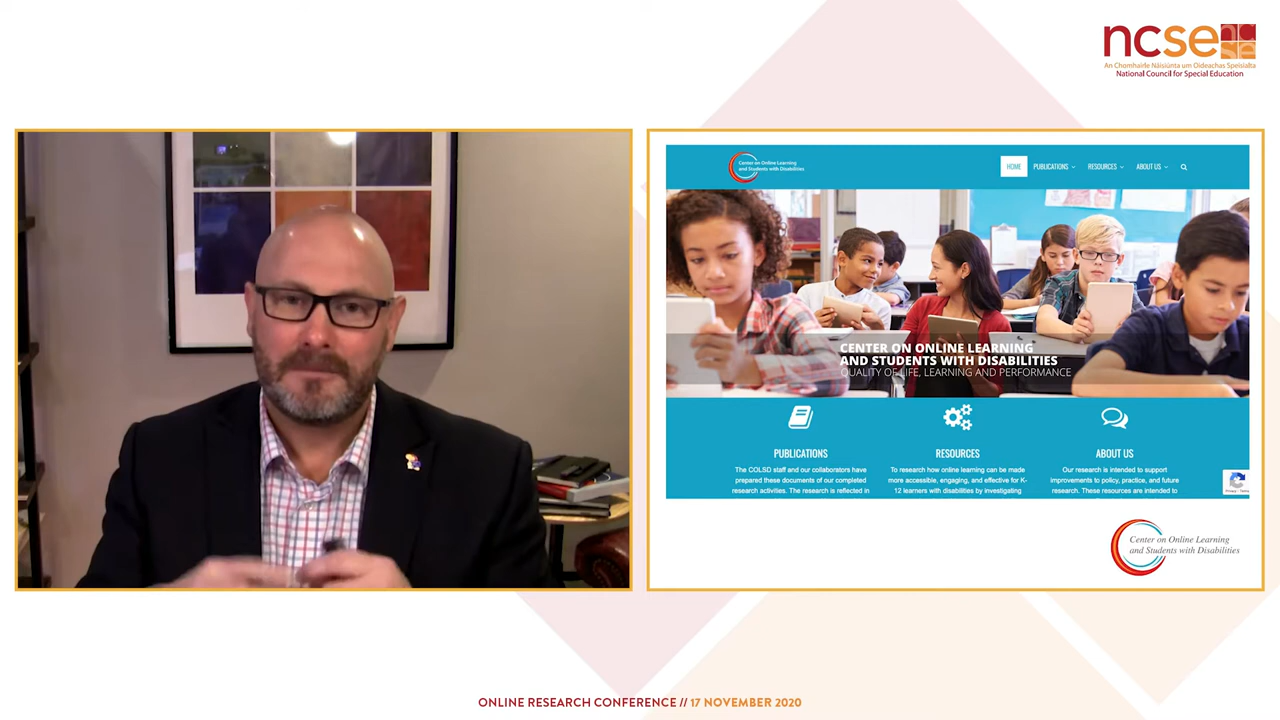 ncse nc se
An Chomhairle Náisiúnta um Oideachas Speisialta
National Council for Special Education
Center on Online Learning
and Students with Disabilities
HOME PUBLICATIONS RESOURCES ABOUT US
CENTER ON ONLINE LEARNING
AND STUDENTS WITH DISABILITIES
QUALITY OF LIFE, LEARNING AND PERFORMANCE
PUBLICATIONS
The COLSD staff and our collaborators have
prepared these documents of our completed
research activities. The research is reflected in
RESOURCES
To research how online learning can be made
more accessible, engaging, and effective for K-
12 learners with disabilities by investigating
ABOUT US
Our research is intended to support
improvements to policy, practice, and future
research. These resources are intended to
Privacy - Terms
Center on Online Learning
and Students with Disabilities
ONLINE RESEARCH CONFERENCE // 17 NOVEMBER 2020